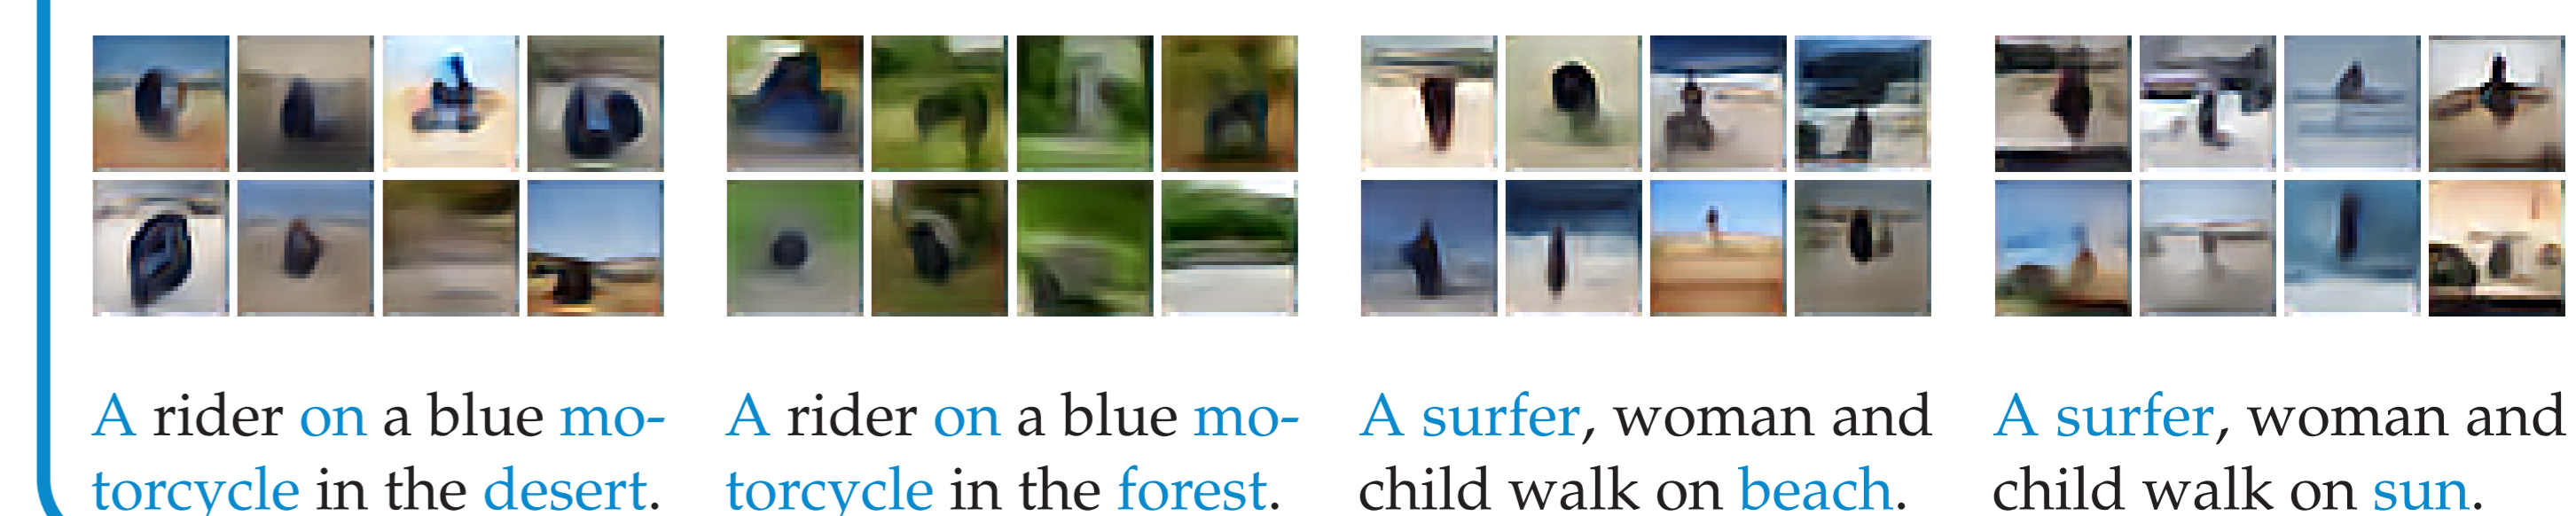 A rider on a blue mo-
torcycle in the desert.
A rider on a blue mo-
torcycle in the forest.
A surfer, woman and
child walk on beach.
A surfer, woman and
child walk on sun.